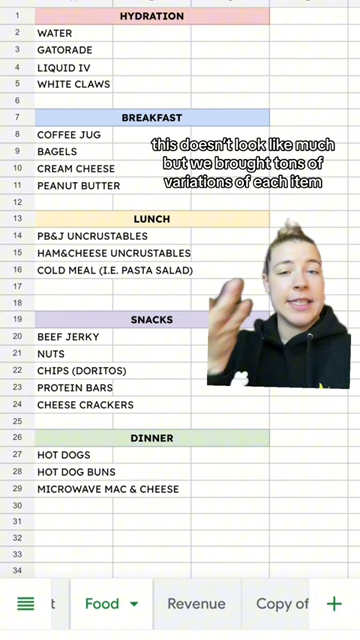 1 HYDRATION
2 WATER
3 GATORADE
4 LIQUID IV
5 WHITE CLAWS
6
7 BREAKFAST
8 COFFEE JUG
9 BAGELS
10 CREAM CHEESE
11 PEANUT BUTTER
this doesn't look like much
but we brought tons of
variations of each item
12
13 LUNCH
14 PB&J UNCRUSTABLES
15 HAM&CHEESE UNCRUSTABLES
16 COLD MEAL (I.E. PASTA SALAD)
17
18
19 SNACKS
20 BEEF JERKY
21 NUTS
22 CHIPS (DORITOS)
23 PROTEIN BARS
24 CHEESE CRACKERS
25
26 DINNER
27 HOT DOGS
28 HOT DOG BUNS
29 MICROWAVE MAC & CHEESE
30
31
32
33
34
t Food Revenue Copy of